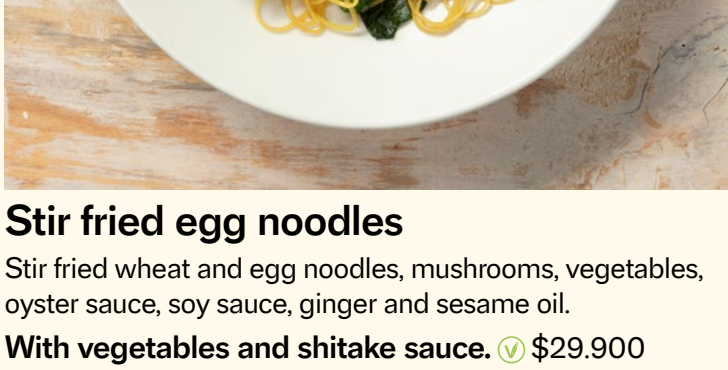 Stir fried egg noodles
Stir fried wheat and egg noodles, mushrooms, vegetables,
oyster sauce, soy sauce, ginger and sesame oil.
With vegetables and shitake sauce. V $29.900